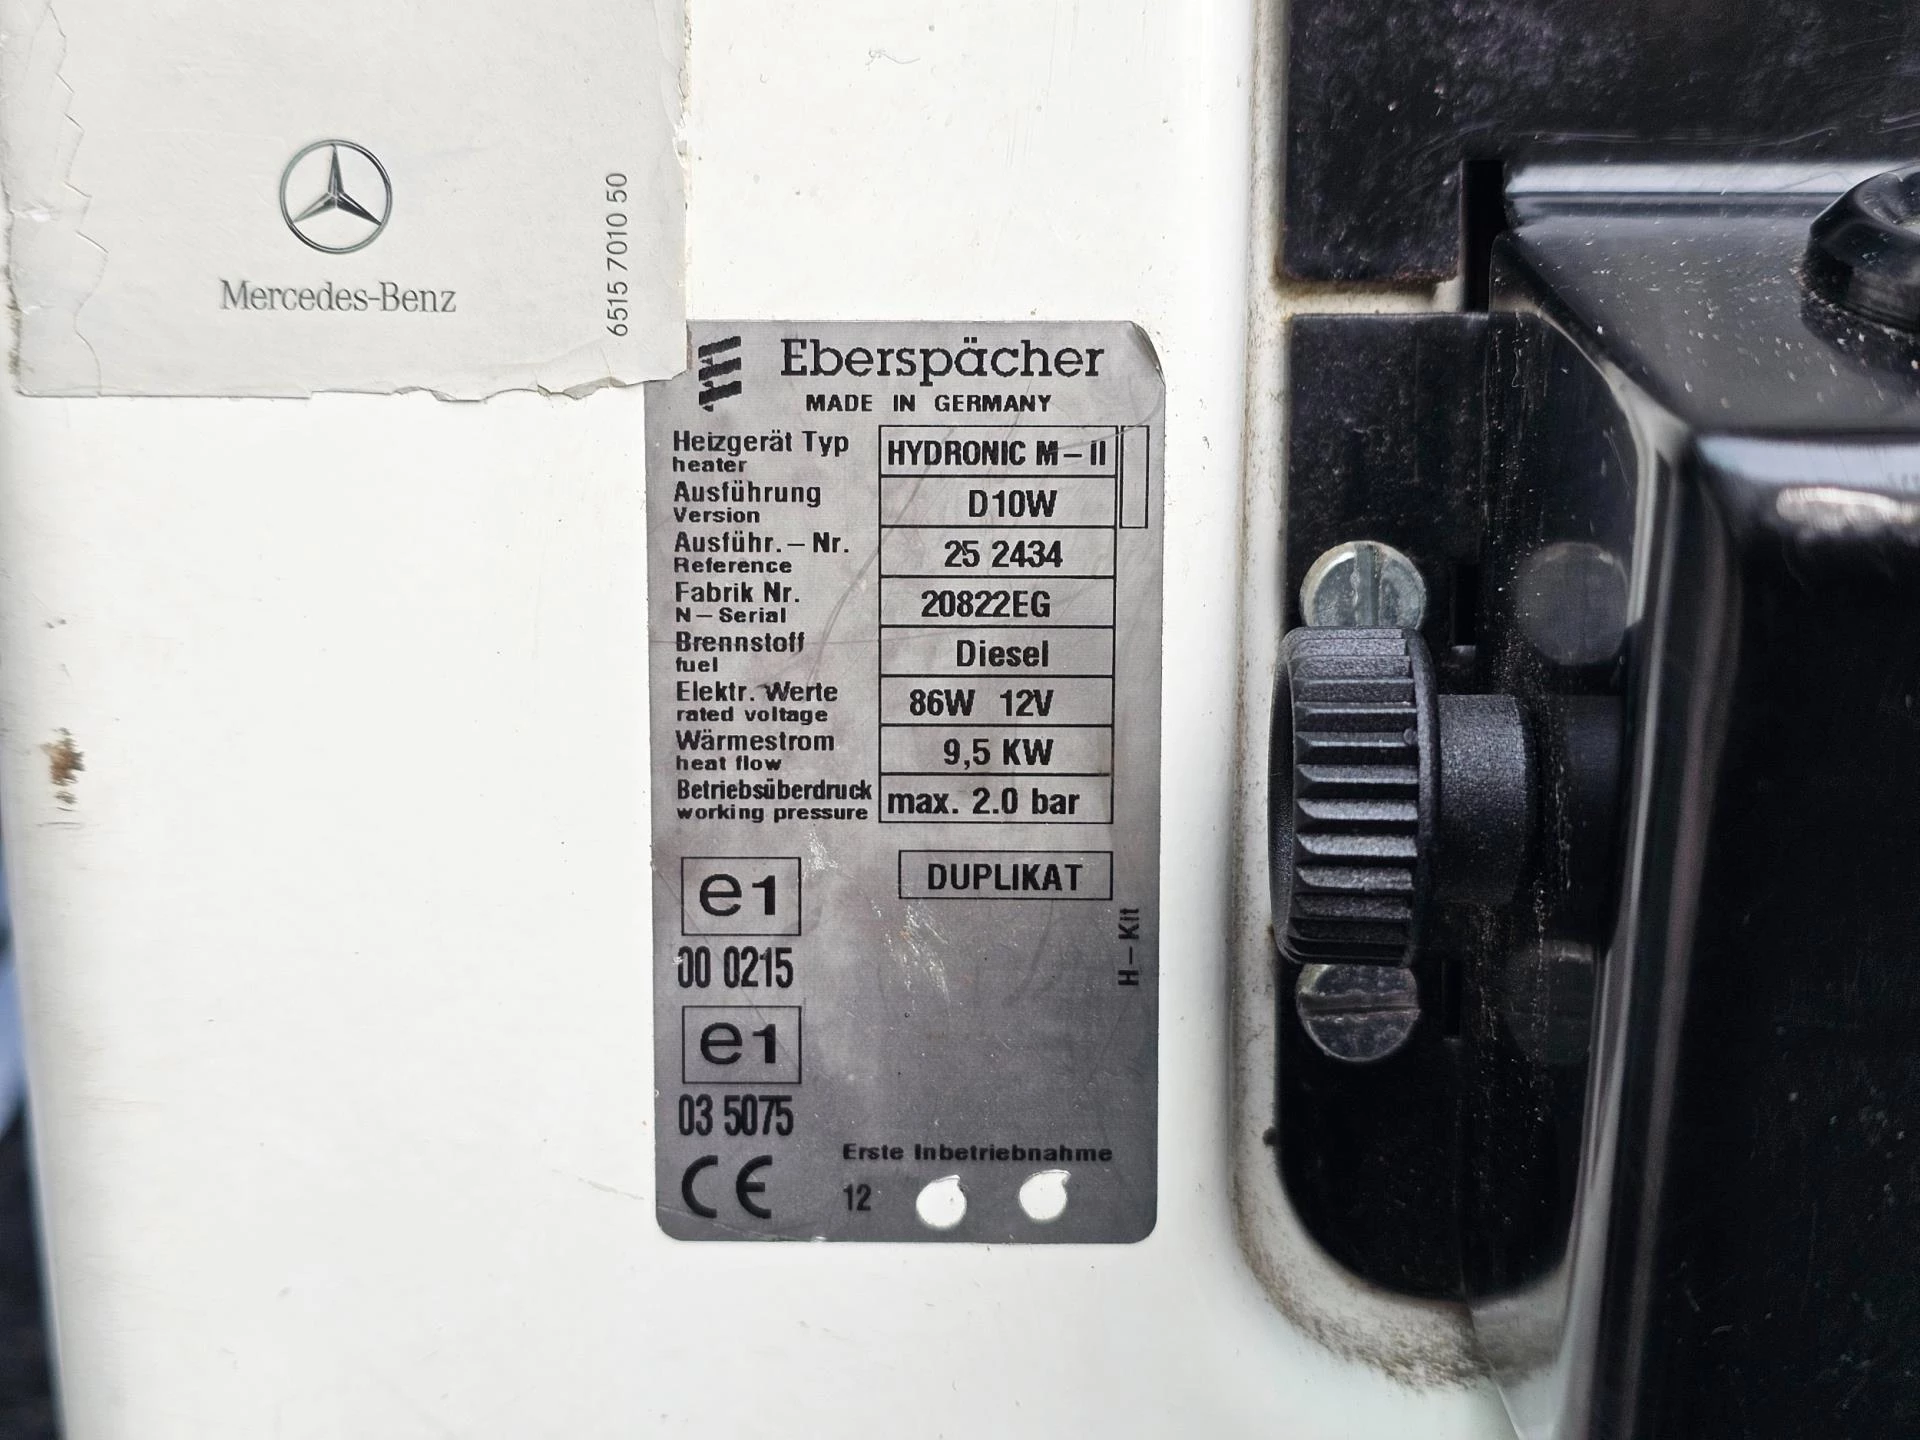 Mercedes-Benz
6515 7010 50
Eberspächer
MADE IN GERMANY
Heizgerät Typ HYDRONIC M-II
heater
Ausführung D10W
Version
Ausführ.-Nr. 25 2434
Reference
Fabrik Nr. 20822EG
N-Serial
Brennstoff Diesel
fuel
Elektr. Werte 86W 12V
rated voltage
Wärmestrom 9,5 KW
heat flow
Betriebsüberdruck max. 2.0 bar
working pressure
e1
DUPLIKAT
00 0215
H-Kit
e1
03 5075
Erste Inbetriebnahme
CE
12